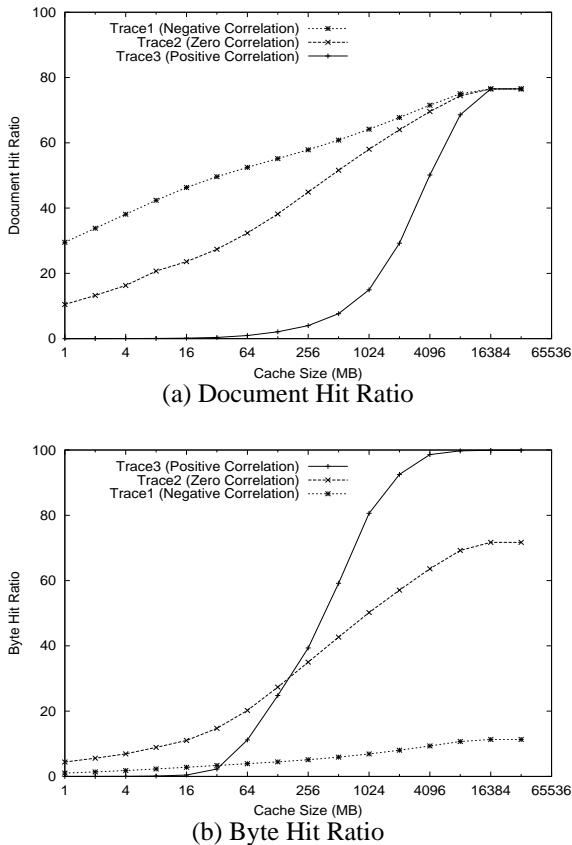 100
80
60
40
20
0
Document Hit Ratio
Trace1 (Negative Correlation)
Trace2 (Zero Correlation)
Trace3 (Positive Correlation)
1 4 16 64 256 1024 4096 16384 65536
Cache Size (MB)
(a) Document Hit Ratio
100
80
60
40
20
0
Byte Hit Ratio
Trace3 (Positive Correlation)
Trace2 (Zero Correlation)
Trace1 (Negative Correlation)
1 4 16 64 256 1024 4096 16384 65536
Cache Size (MB)
(b) Byte Hit Ratio